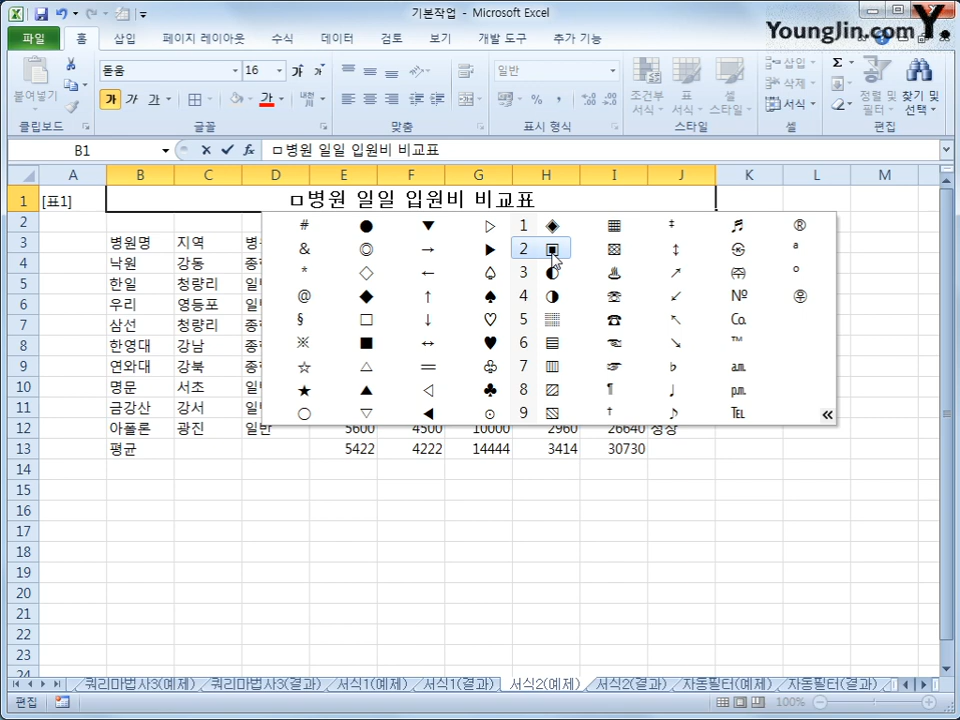 기본작업 - Microsoft Excel
YoungJin.com Y.
파일 홈 삽입 페이지 레이아웃 수식 데이터 검토 보기 개발 도구 추가 기능
붙여넣기 돋움 16 가 가 가 가 일반 조건부 서식 표 서식 셀 스타일 삽입 삭제 서식 정렬 및 필터 찾기 및 선택
클립보드 글꼴 맞춤 표시 형식 스타일 셀 편집
B1 ㅁ병원 일일 입원비 비교표
A B C D E F G H I J K L M
1 [표1] ㅁ병원 일일 입원비 비교표
2
3 병원명 지역
4 낙원 강동
5 한일 청량리
6 우리 영등포
7 삼선 청량리
8 한영대 강남
9 연와대 강북
10 명문 서초
11 금강산 강서
12 아폴론 광진 일반 5600 4500 10000 2960 26640
13 평균 5422 4222 14444 3414 30730
14
15
16
17
18
19
20
21
22
23
24
# ● ▼ ▷ 1 ◈ ▦ ‡ ♬ ®
& ◎ → ▶ 2 ▣ ▩ ↕ ㉿ ª
* ◇ ← ♤ 3 ◐ ♨ ↗ ㈜ º
@ ◆ ↑ ♠ 4 ◑ ☏ ↙ № ㉾
§ □ ↓ ♡ 5 ▒ ☎ ↖ ㏇
※ ■ ↔ ♥ 6 ▤ ☜ ↘ ™
☆ △ 〓 ♧ 7 ▥ ☞ ♭ ㏂
★ ▲ ◁ ♣ 8 ▨ ¶ ♩ ㏘
○ ▽ ◀ ⊙ 9 ▧ † ♪ ℡ «
쿼리마법사3(예제) 쿼리마법사3(결과) 서식1(예제) 서식1(결과) 서식2(예제) 서식2(결과) 자동필터(예제) 자동필터(결과)
편집 100%